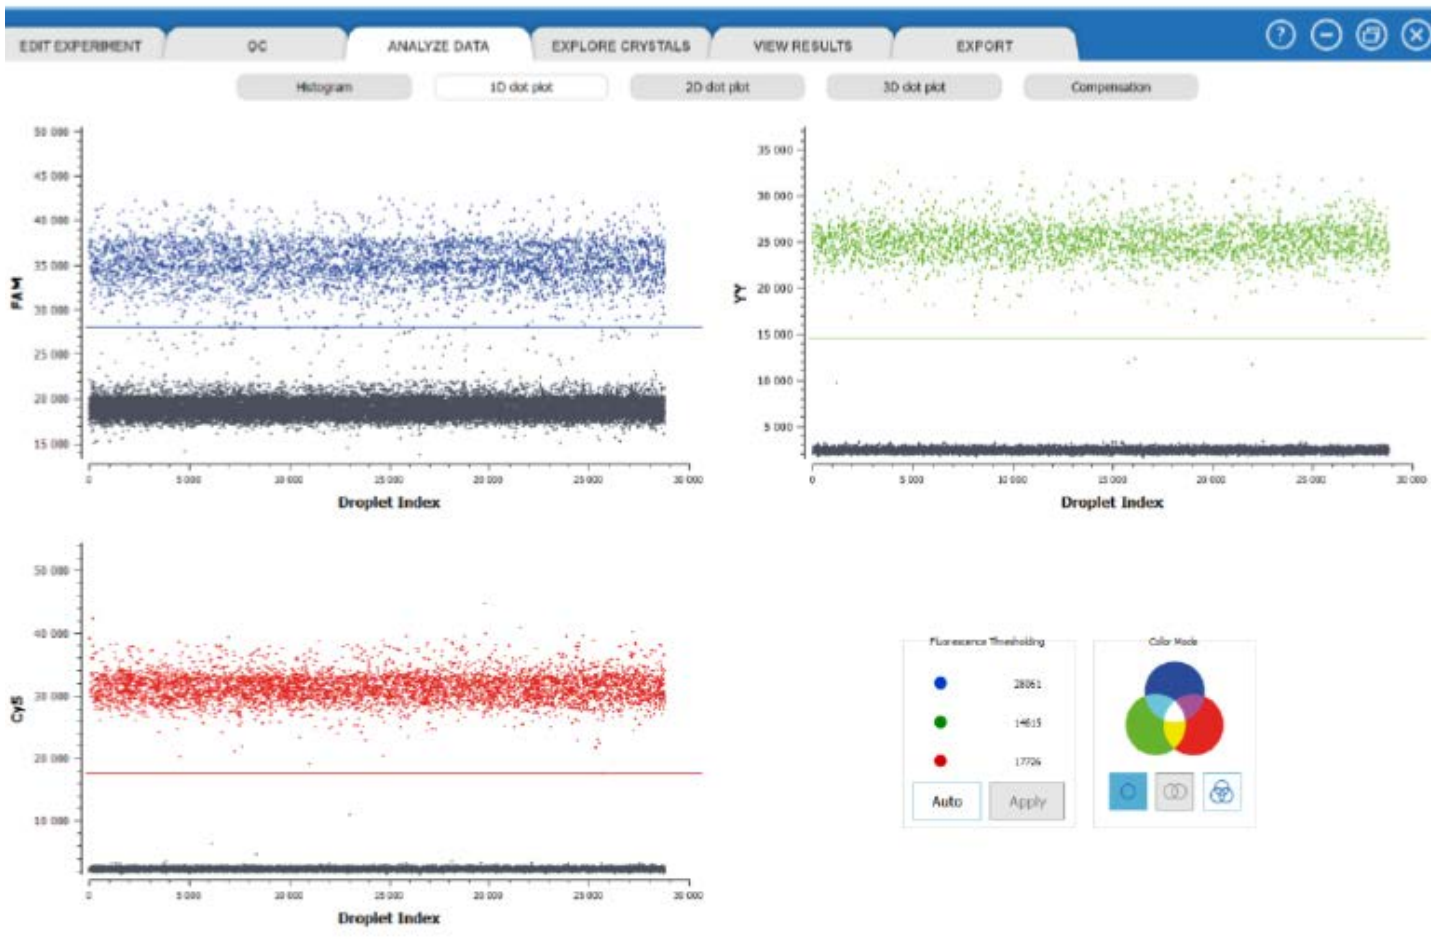 EDIT EXPERIMENT QC ANALYZE DATA EXPLORE CRYSTALS VIEW RESULTS EXPORT ?
Histogram 1D dot plot 2D dot plot 3D dot plot Compensation
50 000
45 000
40 000
35 000
30 000
25 000
20 000
15 000
FAM
0 5 000 10 000 15 000 20 000 25 000 30 000
Droplet Index
35 000
30 000
25 000
20 000
15 000
10 000
5 000
YY
0 5 000 10 000 15 000 20 000 25 000 30 000
Droplet Index
50 000
40 000
30 000
20 000
10 000
Cy5
0 5 000 10 000 15 000 20 000 25 000 30 000
Droplet Index
Fluorescence Thresholding
28061
14615
17726
Auto Apply
Color Mode